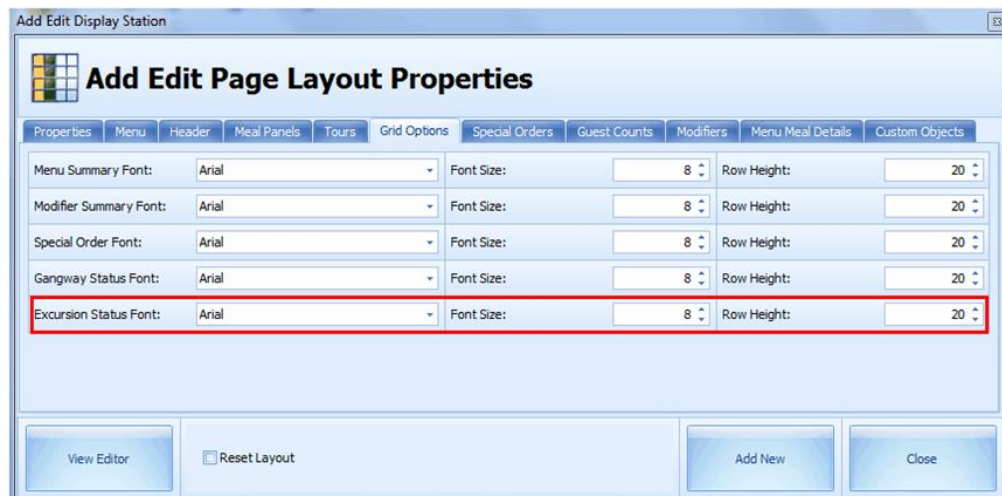 Add Edit Display Station
Add Edit Page Layout Properties
Properties Menu Header Meal Panels Tours Grid Options Special Orders Guest Counts Modifiers Menu Meal Details Custom Objects
Menu Summary Font: Arial Font Size: 8 Row Height: 20
Modifier Summary Font: Arial Font Size: 8 Row Height: 20
Special Order Font: Arial Font Size: 8 Row Height: 20
Gangway Status Font: Arial Font Size: 8 Row Height: 20
Excursion Status Font: Arial Font Size: 8 Row Height: 20
View Editor Reset Layout Add New Close